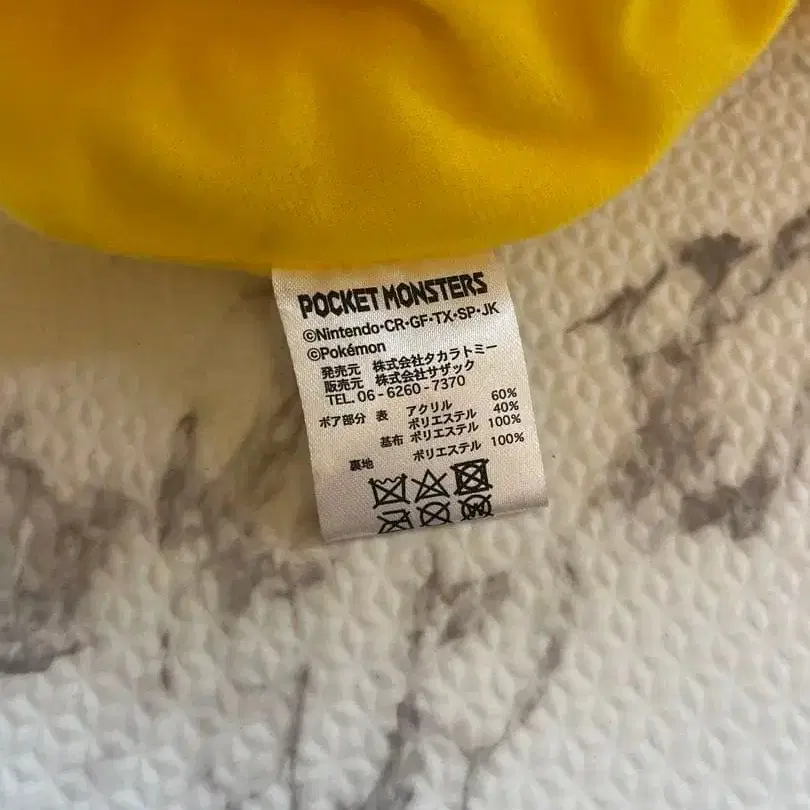 POCKET MONSTERS
©Nintendo・CR・GF・TX・SP・JK
©Pokémon
発売元 株式会社タカラトミー
販売元 株式会社サザック
TEL. 06-6260-7370
ボア部分 表 アクリル 60%
ポリエステル 40%
基布 ポリエステル 100%
裏地 ポリエステル 100%